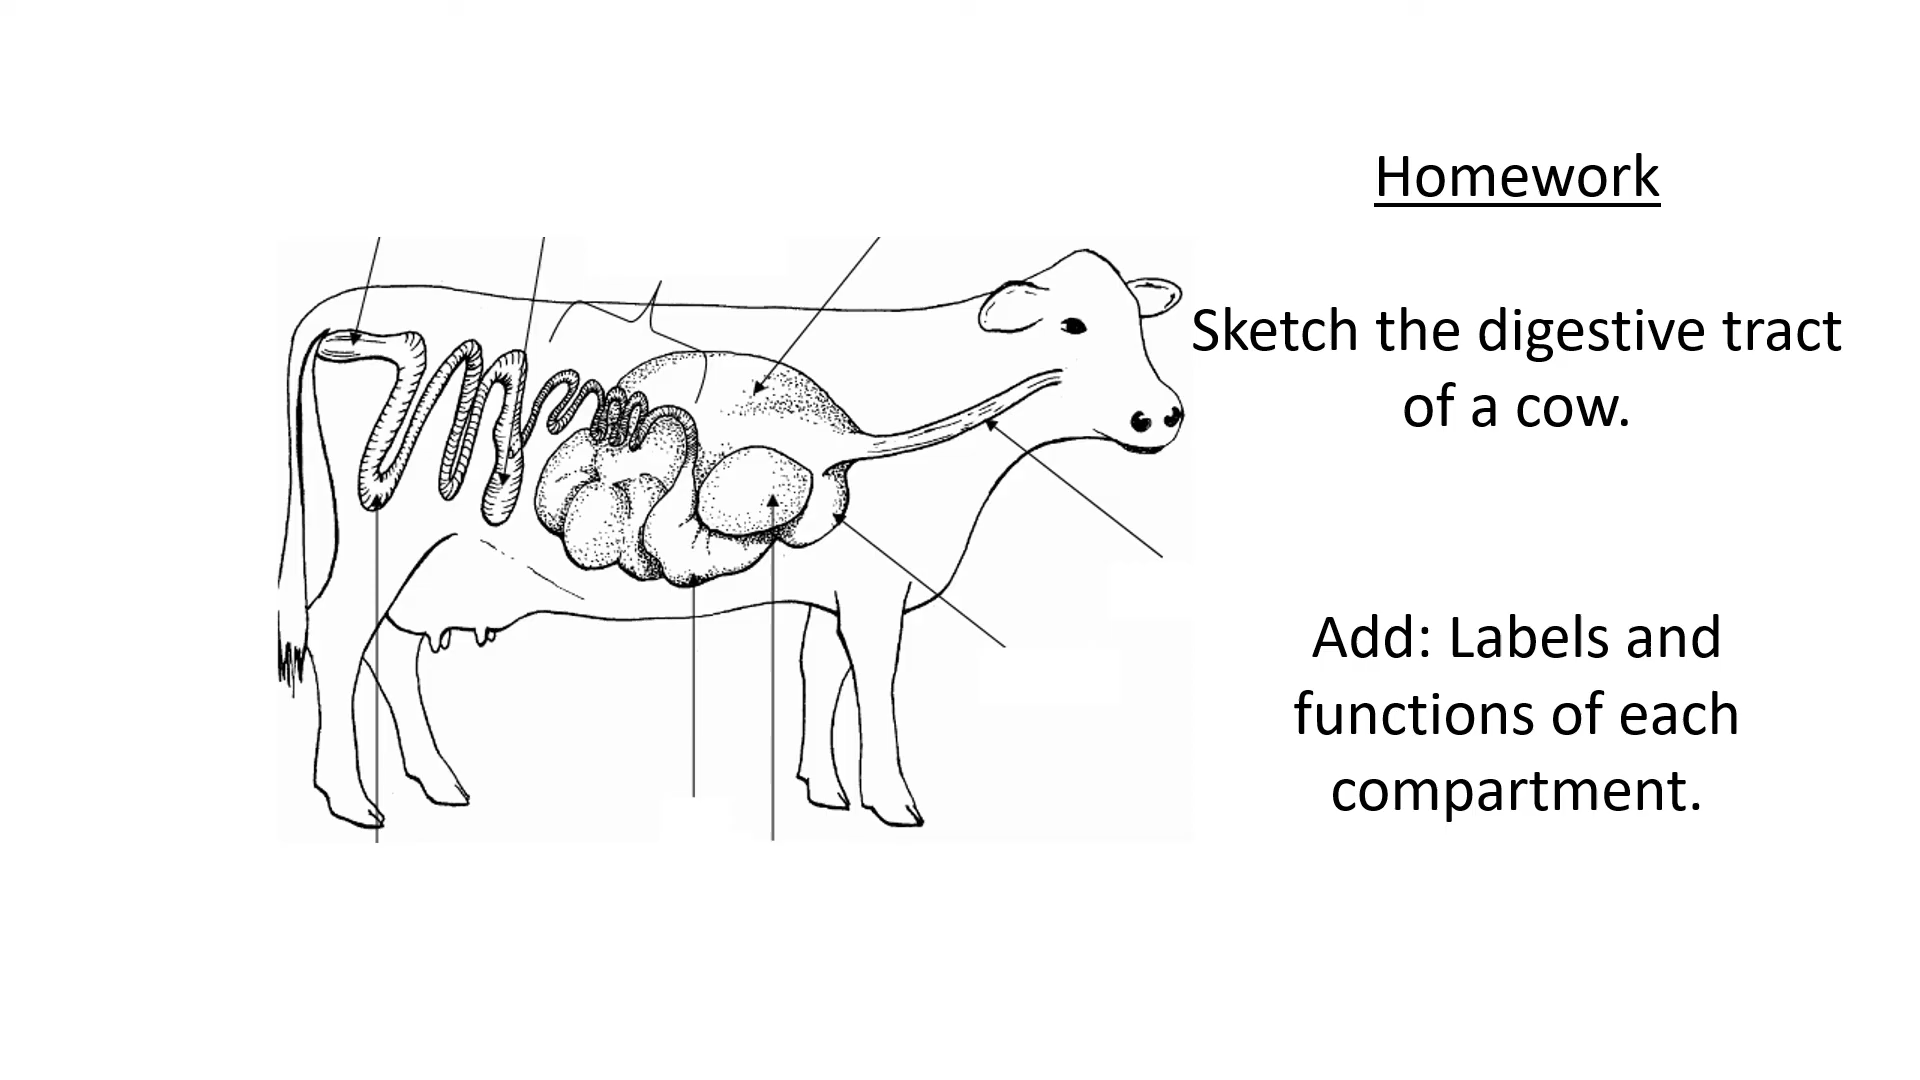 Homework
Sketch the digestive tract
of a cow.
Add: Labels and
functions of each
compartment.